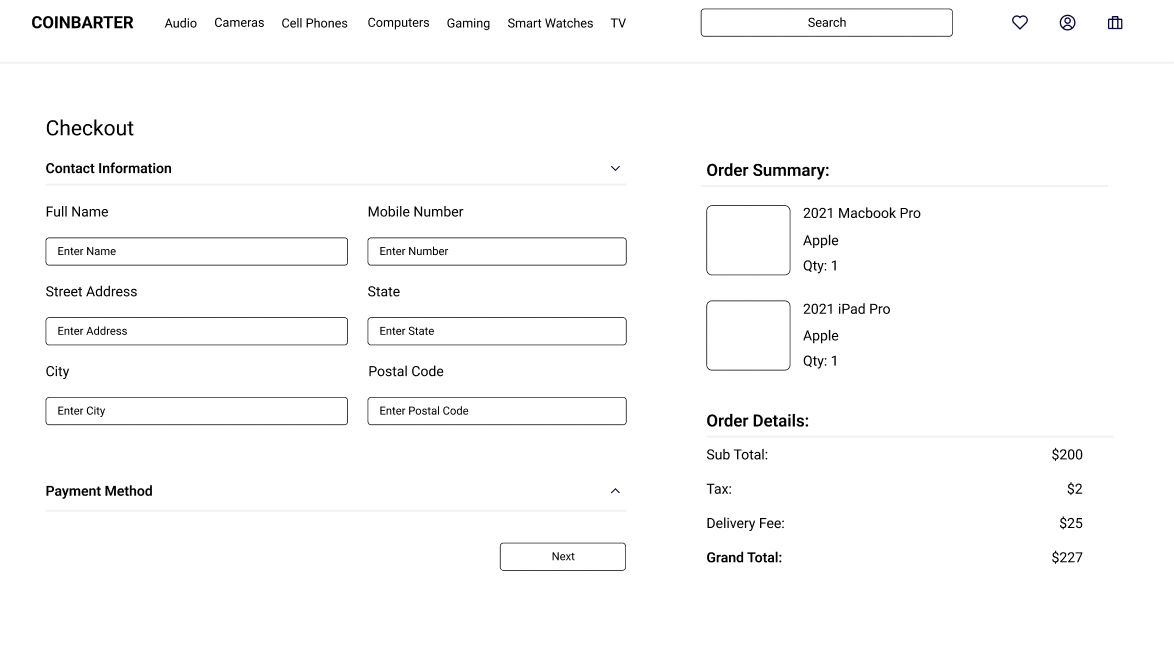 COINBARTER Audio Cameras Cell Phones Computers Gaming Smart Watches TV Search
Checkout
Contact Information
Full Name Mobile Number
Enter Name Enter Number
Street Address State
Enter Address Enter State
City Postal Code
Enter City Enter Postal Code
Payment Method
Next
Order Summary:
2021 Macbook Pro
Apple
Qty: 1
2021 iPad Pro
Apple
Qty: 1
Order Details:
Sub Total: $200
Tax: $2
Delivery Fee: $25
Grand Total: $227